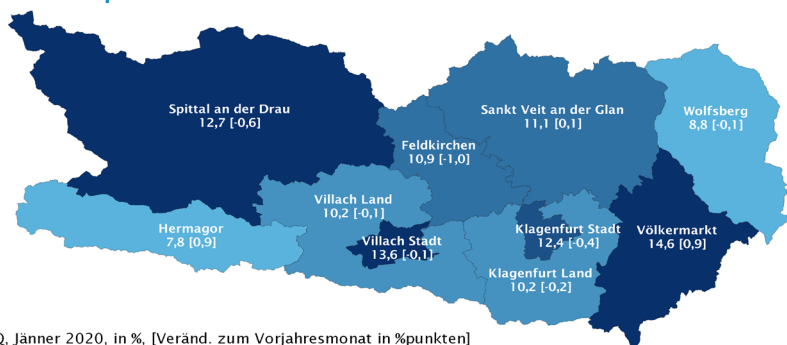 Spittal an der Drau
12,7 [-0,6]
Sankt Veit an der Glan
11,1 [0,1]
Wolfsberg
8,8 [-0,1]
Feldkirchen
10,9 [-1,0]
Villach Land
10,2 [-0,1]
Hermagor
7,8 [0,9]
Villach Stadt
13,6 [-0,1]
Klagenfurt Stadt
12,4 [-0,4]
Völkermarkt
14,6 [0,9]
Klagenfurt Land
10,2 [-0,2]
, Jänner 2020, in %, [Veränd. zum Vorjahresmonat in %punkten]